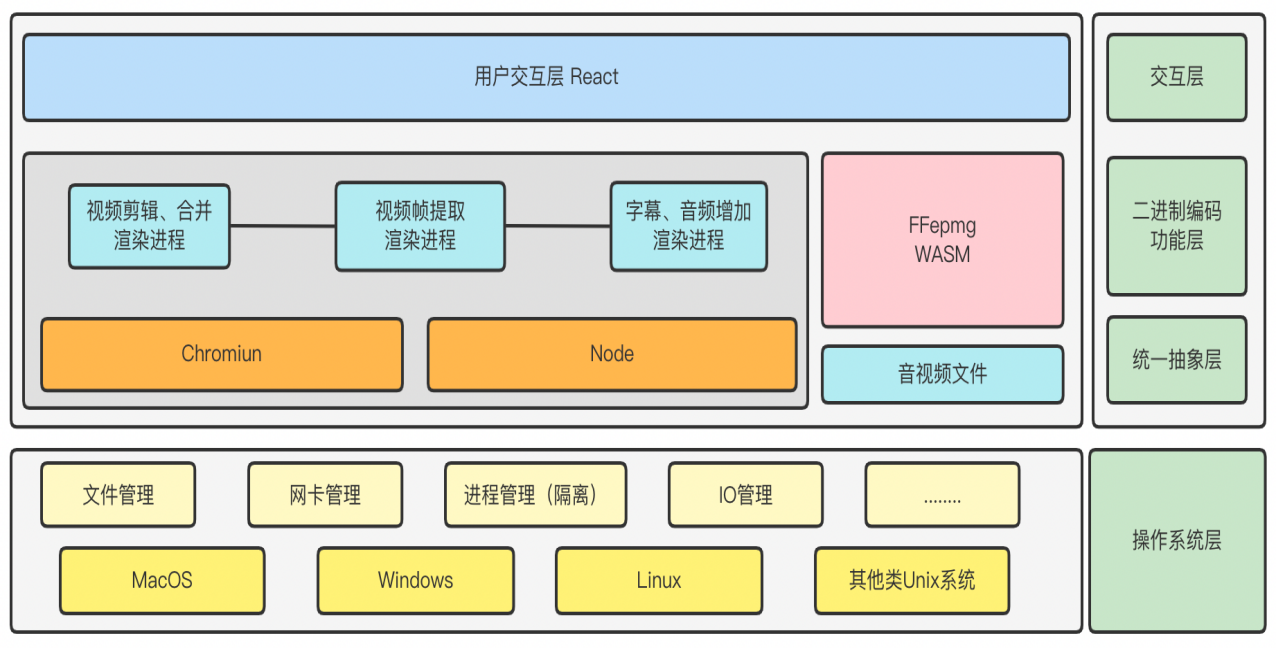 用户交互层 React
交互层
视频剪辑、合并
渲染进程
视频帧提取
渲染进程
字幕、音频增加
渲染进程
FFepmg
WASM
二进制编码
功能层
Chromiun
Node
音视频文件
统一抽象层
文件管理
网卡管理
进程管理（隔离）
IO管理
........
操作系统层
MacOS
Windows
Linux
其他类Unix系统